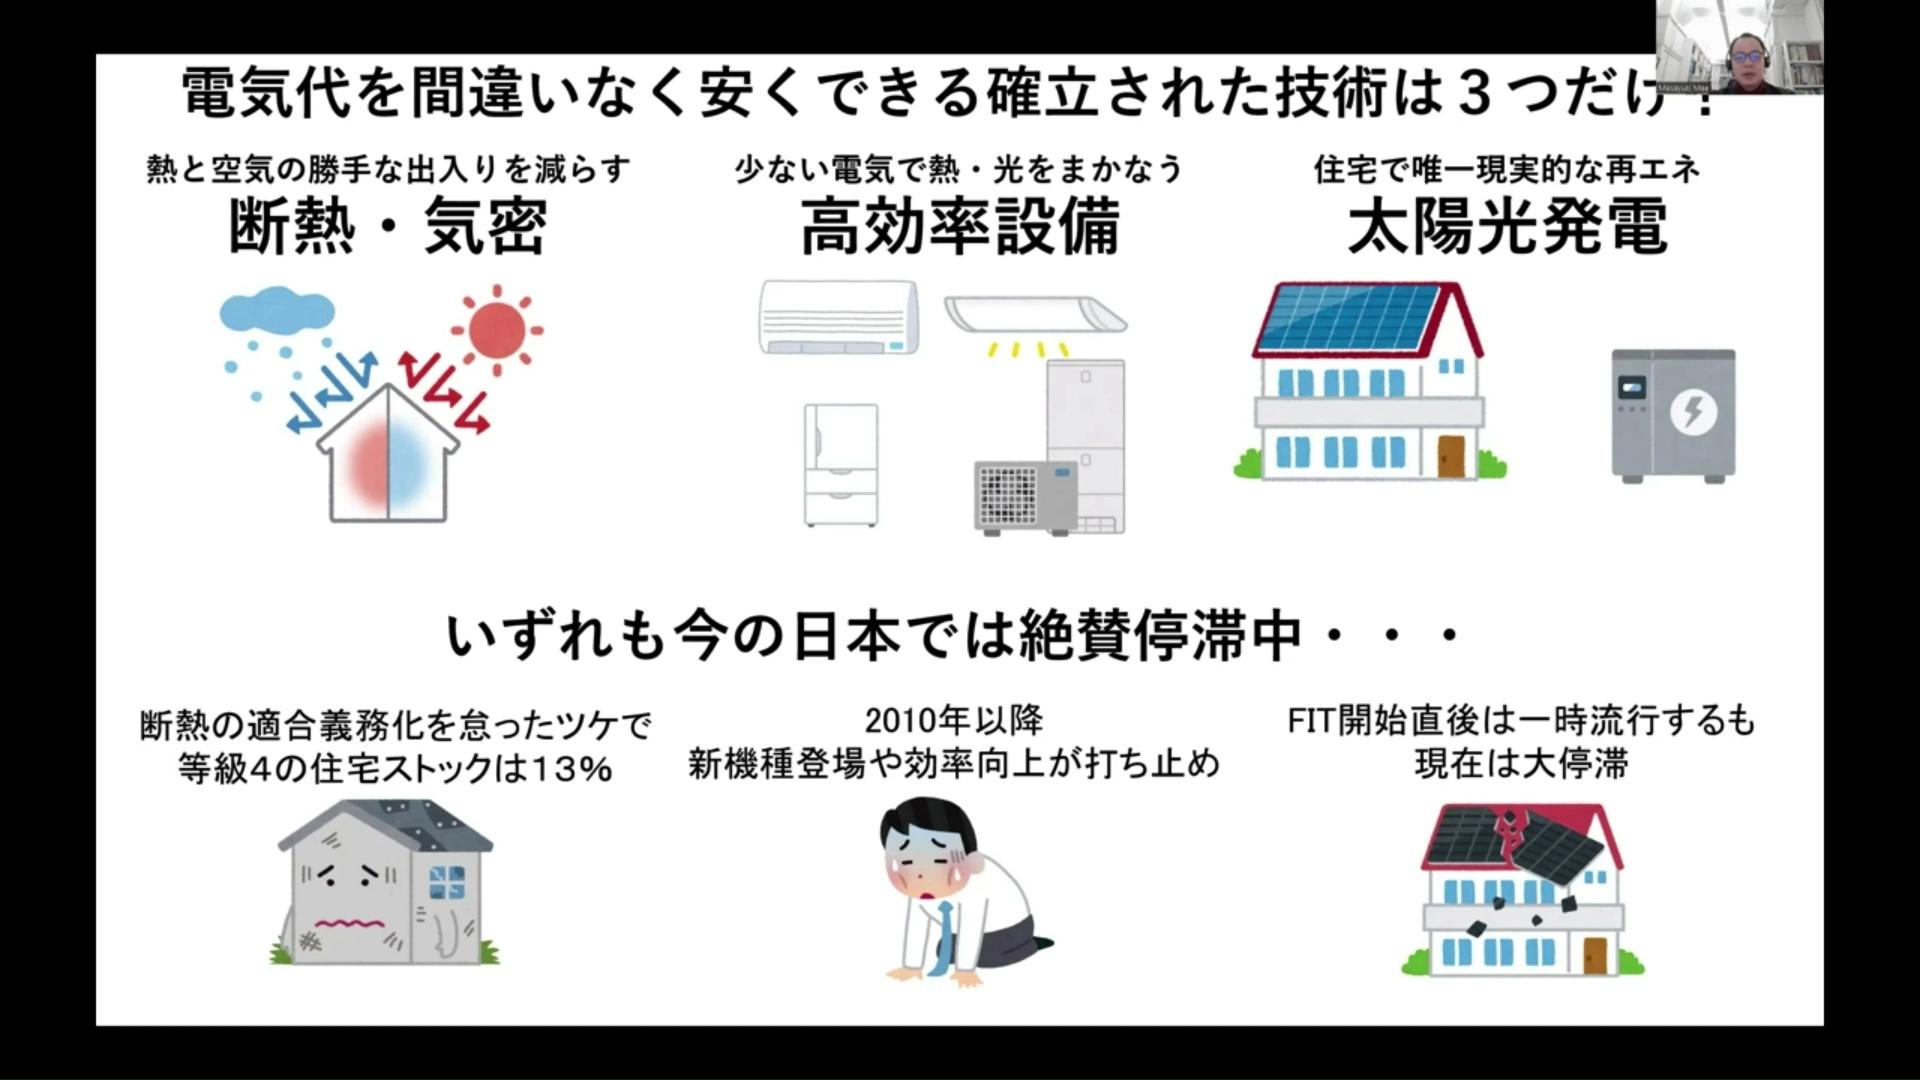 電気代を間違いなく安くできる確立された技術は３つだけ！
熱と空気の勝手な出入りを減らす
断熱・気密
少ない電気で熱・光をまかなう
高効率設備
住宅で唯一現実的な再エネ
太陽光発電
いずれも今の日本では絶賛停滞中・・・
断熱の適合義務化を怠ったツケで
等級４の住宅ストックは１３％
2010年以降
新機種登場や効率向上が打ち止め
FIT開始直後は一時流行するも
現在は大停滞
Masayuki Mae